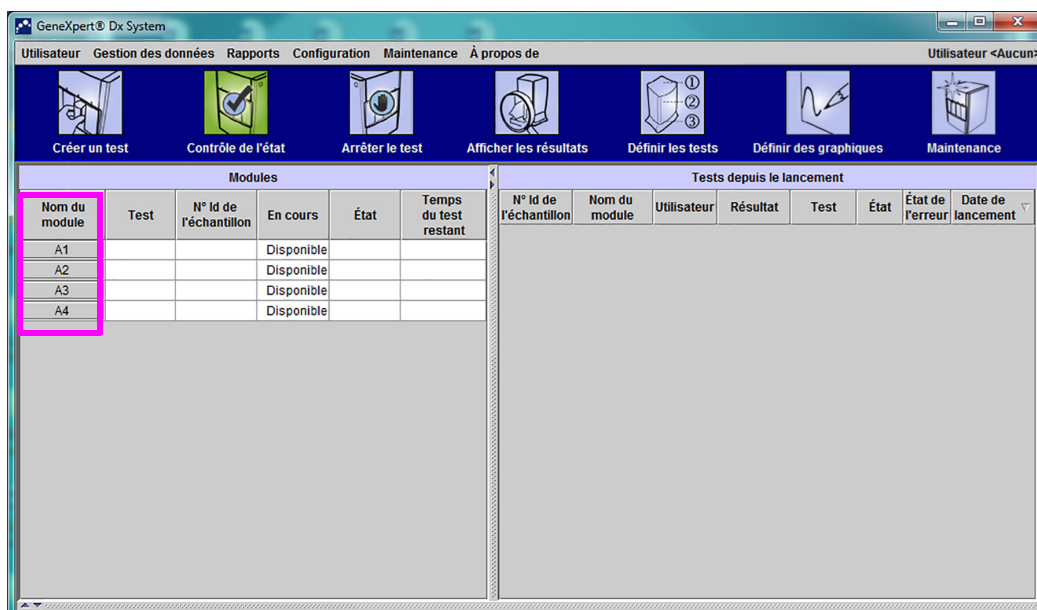 GeneXpert® Dx System
Utilisateur Gestion des données Rapports Configuration Maintenance À propos de Utilisateur <Aucun>
① ② ③
Créer un test Contrôle de l'état Arrêter le test Afficher les résultats Définir les tests Définir des graphiques Maintenance
Modules
Nom du module Test N° Id de l'échantillon En cours État Temps du test restant
A1 Disponible
A2 Disponible
A3 Disponible
A4 Disponible
Tests depuis le lancement
N° Id de l'échantillon Nom du module Utilisateur Résultat Test État État de l'erreur Date de lancement